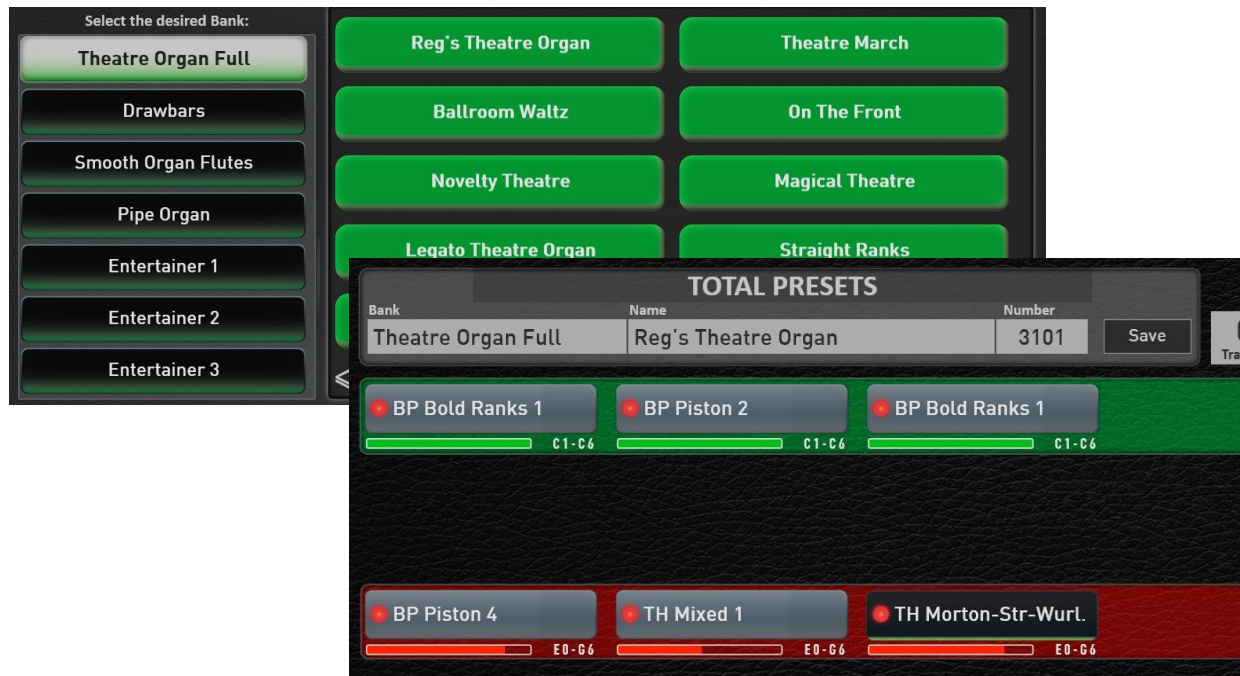 Select the desired Bank:
Theatre Organ Full
Drawbars
Smooth Organ Flutes
Pipe Organ
Entertainer 1
Entertainer 2
Entertainer 3
Reg's Theatre Organ
Theatre March
Ballroom Waltz
On The Front
Novelty Theatre
Magical Theatre
Legato Theatre Organ
Straight Ranks
TOTAL PRESETS
Bank Name Number
Theatre Organ Full Reg's Theatre Organ 3101 Save
Tra
BP Bold Ranks 1 BP Piston 2 BP Bold Ranks 1
C1-C6 C1-C6 C1-C6
BP Piston 4 TH Mixed 1 TH Morton-Str-Wurl.
E0-G6 E0-G6 E0-G6